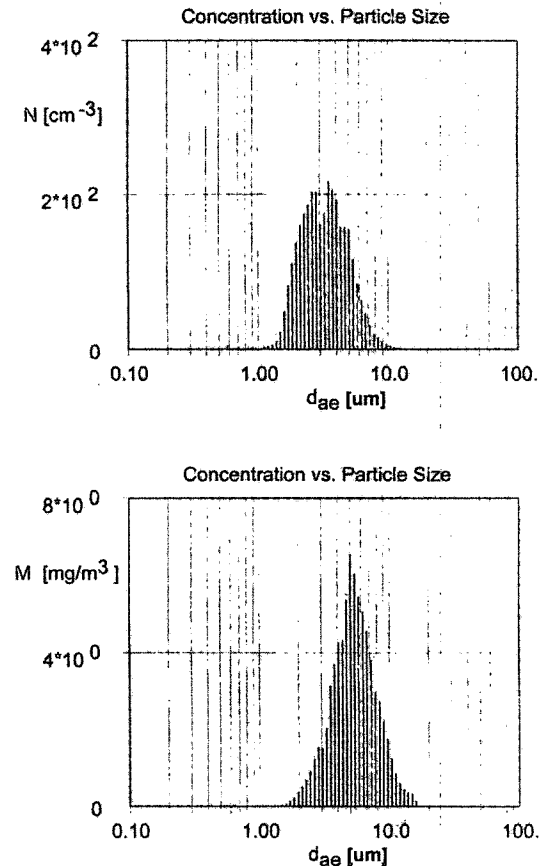 Concentration vs. Particle Size
4*10 2
N [cm -3]
2*10 2
0
0.10 1.00 10.0 100.
dae [um]
Concentration vs. Particle Size
8*10 0
M [mg/m3 ]
4*10 0
0
0.10 1.00 10.0 100.
dae [um]